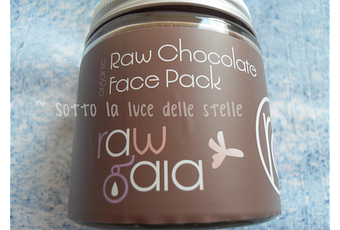 organic
Raw Chocolate
Face Pack
~ Sotto la luce delle stelle ~
raw
gaia